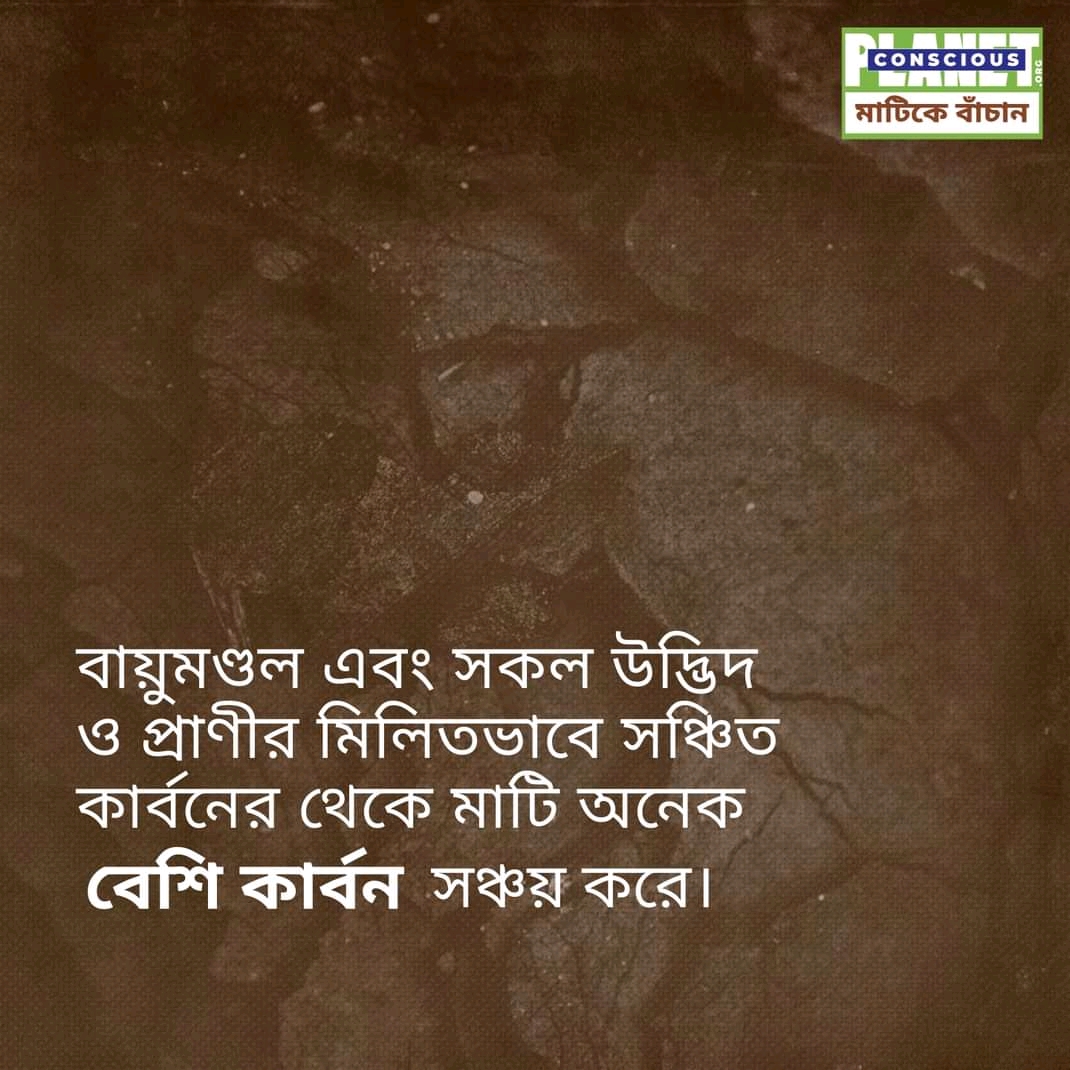 PLANET
CONSCIOUS
.ORG
মাটিকে বাঁচান
বায়ুমণ্ডল এবং সকল উদ্ভিদ
ও প্রাণীর মিলিতভাবে সঞ্চিত
কার্বনের থেকে মাটি অনেক
বেশি কার্বন সঞ্চয় করে।